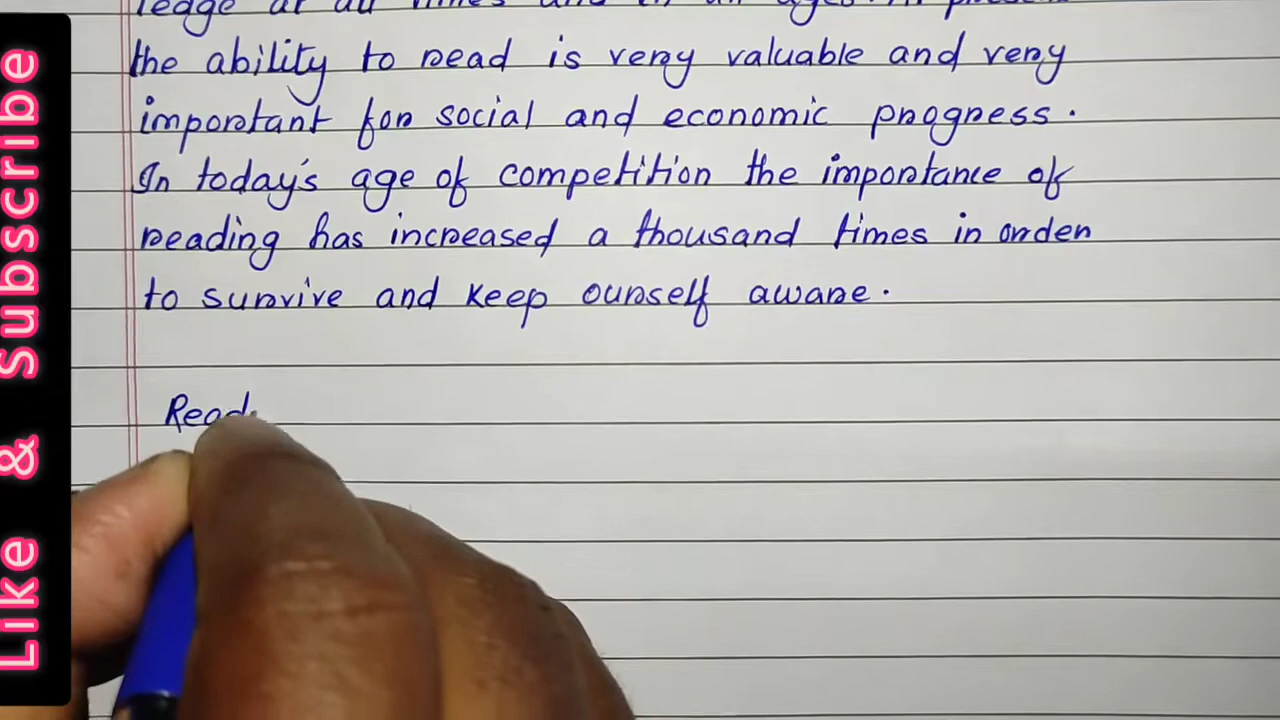 the ability to read is very valuable and very
important for social and economic progress.
In today's age of competition the importance of
reading has increased a thousand times in order
to survive and keep ourself aware.
Read
Like & Subscribe